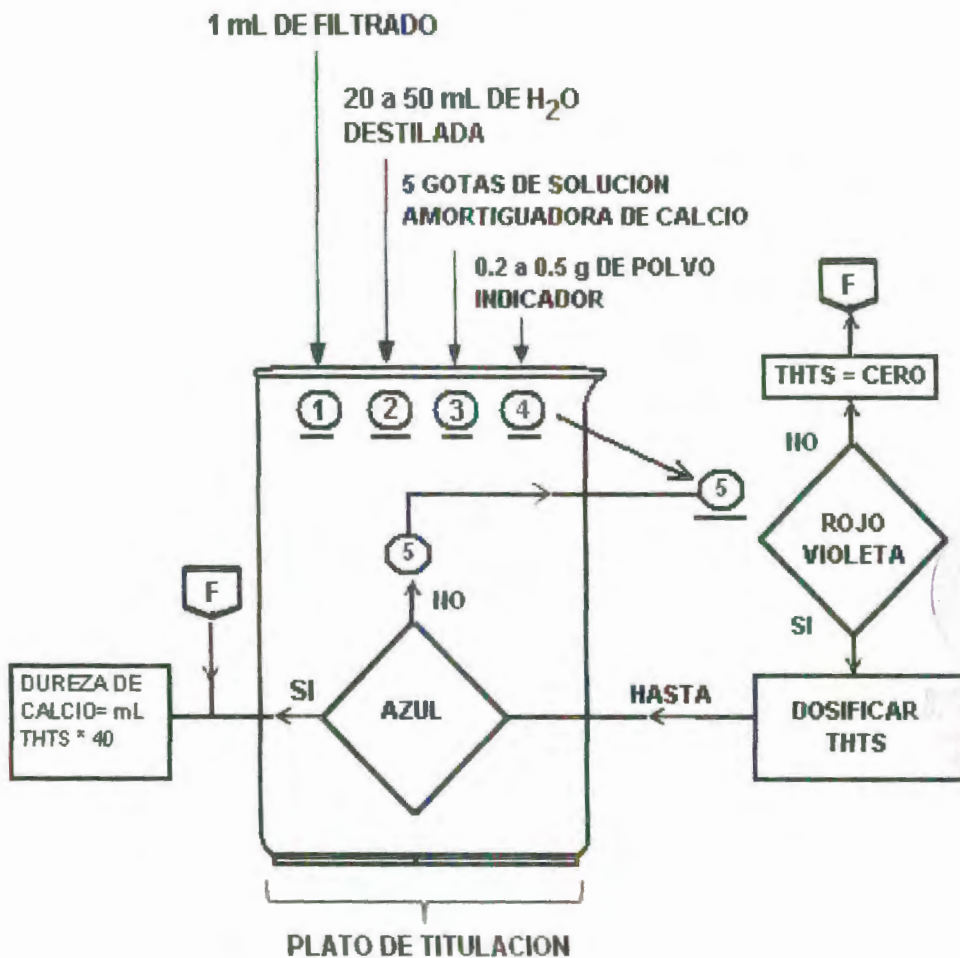 1 mL DE FILTRADO
20 a 50 mL DE H₂O
DESTILADA
5 GOTAS DE SOLUCION
AMORTIGUADORA DE CALCIO
0.2 a 0.5 g DE POLVO
INDICADOR
F
THTS = CERO
1
2
3
4
NO
5
ROJO
VIOLETA
5
F
NO
SI
DUREZA DE
CALCIO= mL
THTS * 40
SI
AZUL
HASTA
DOSIFICAR
THTS
PLATO DE TITULACION